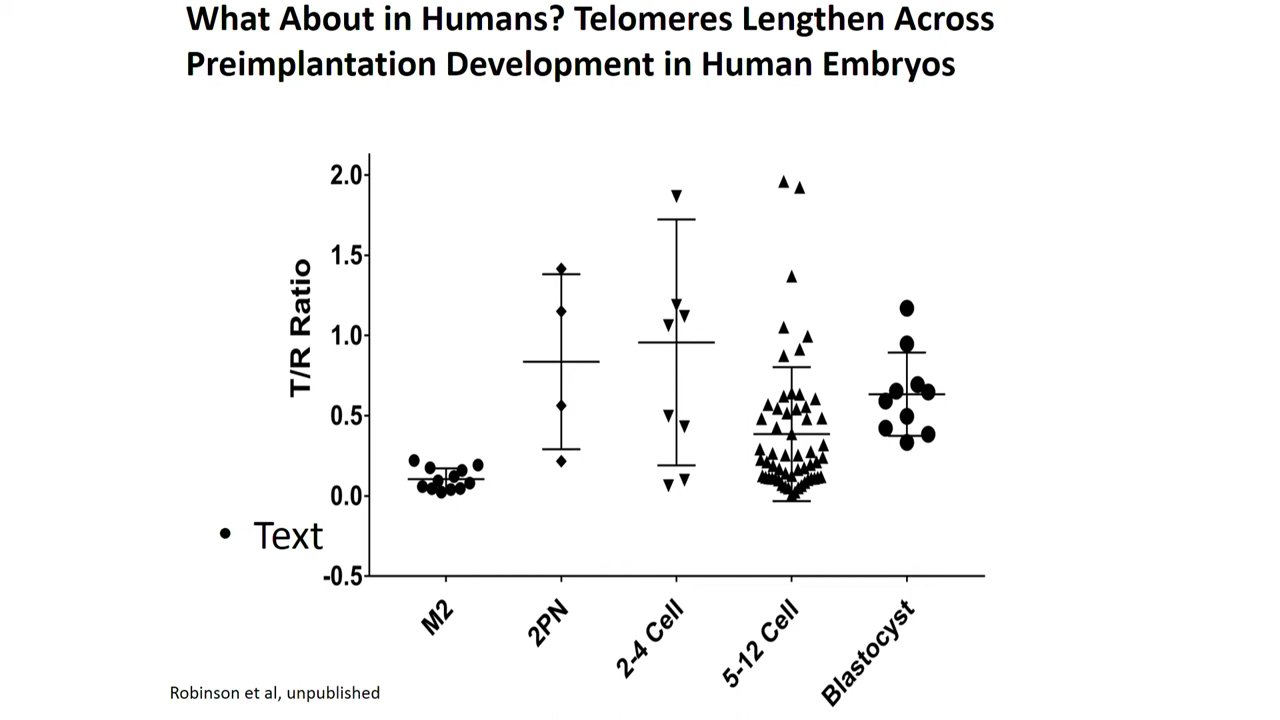 What About in Humans? Telomeres Lengthen Across
Preimplantation Development in Human Embryos
T/R Ratio
2.0
1.5
1.0
0.5
0.0
-0.5
• Text
M2
2PN
2-4 Cell
5-12 Cell
Blastocyst
Robinson et al, unpublished